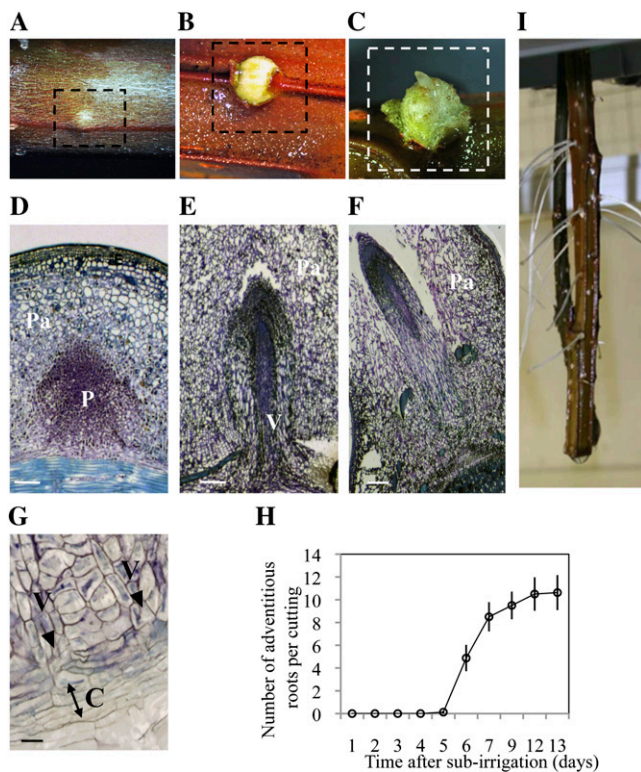 A
B
C
I
D
E
F
Pa
P
Pa
V
Pa
G
H
V
V
C
Number of adventitious
roots per cutting
14
12
10
8
6
4
2
0
1 2 3 4 5 6 7 9 12 13
Time after sub-irrigation (days)